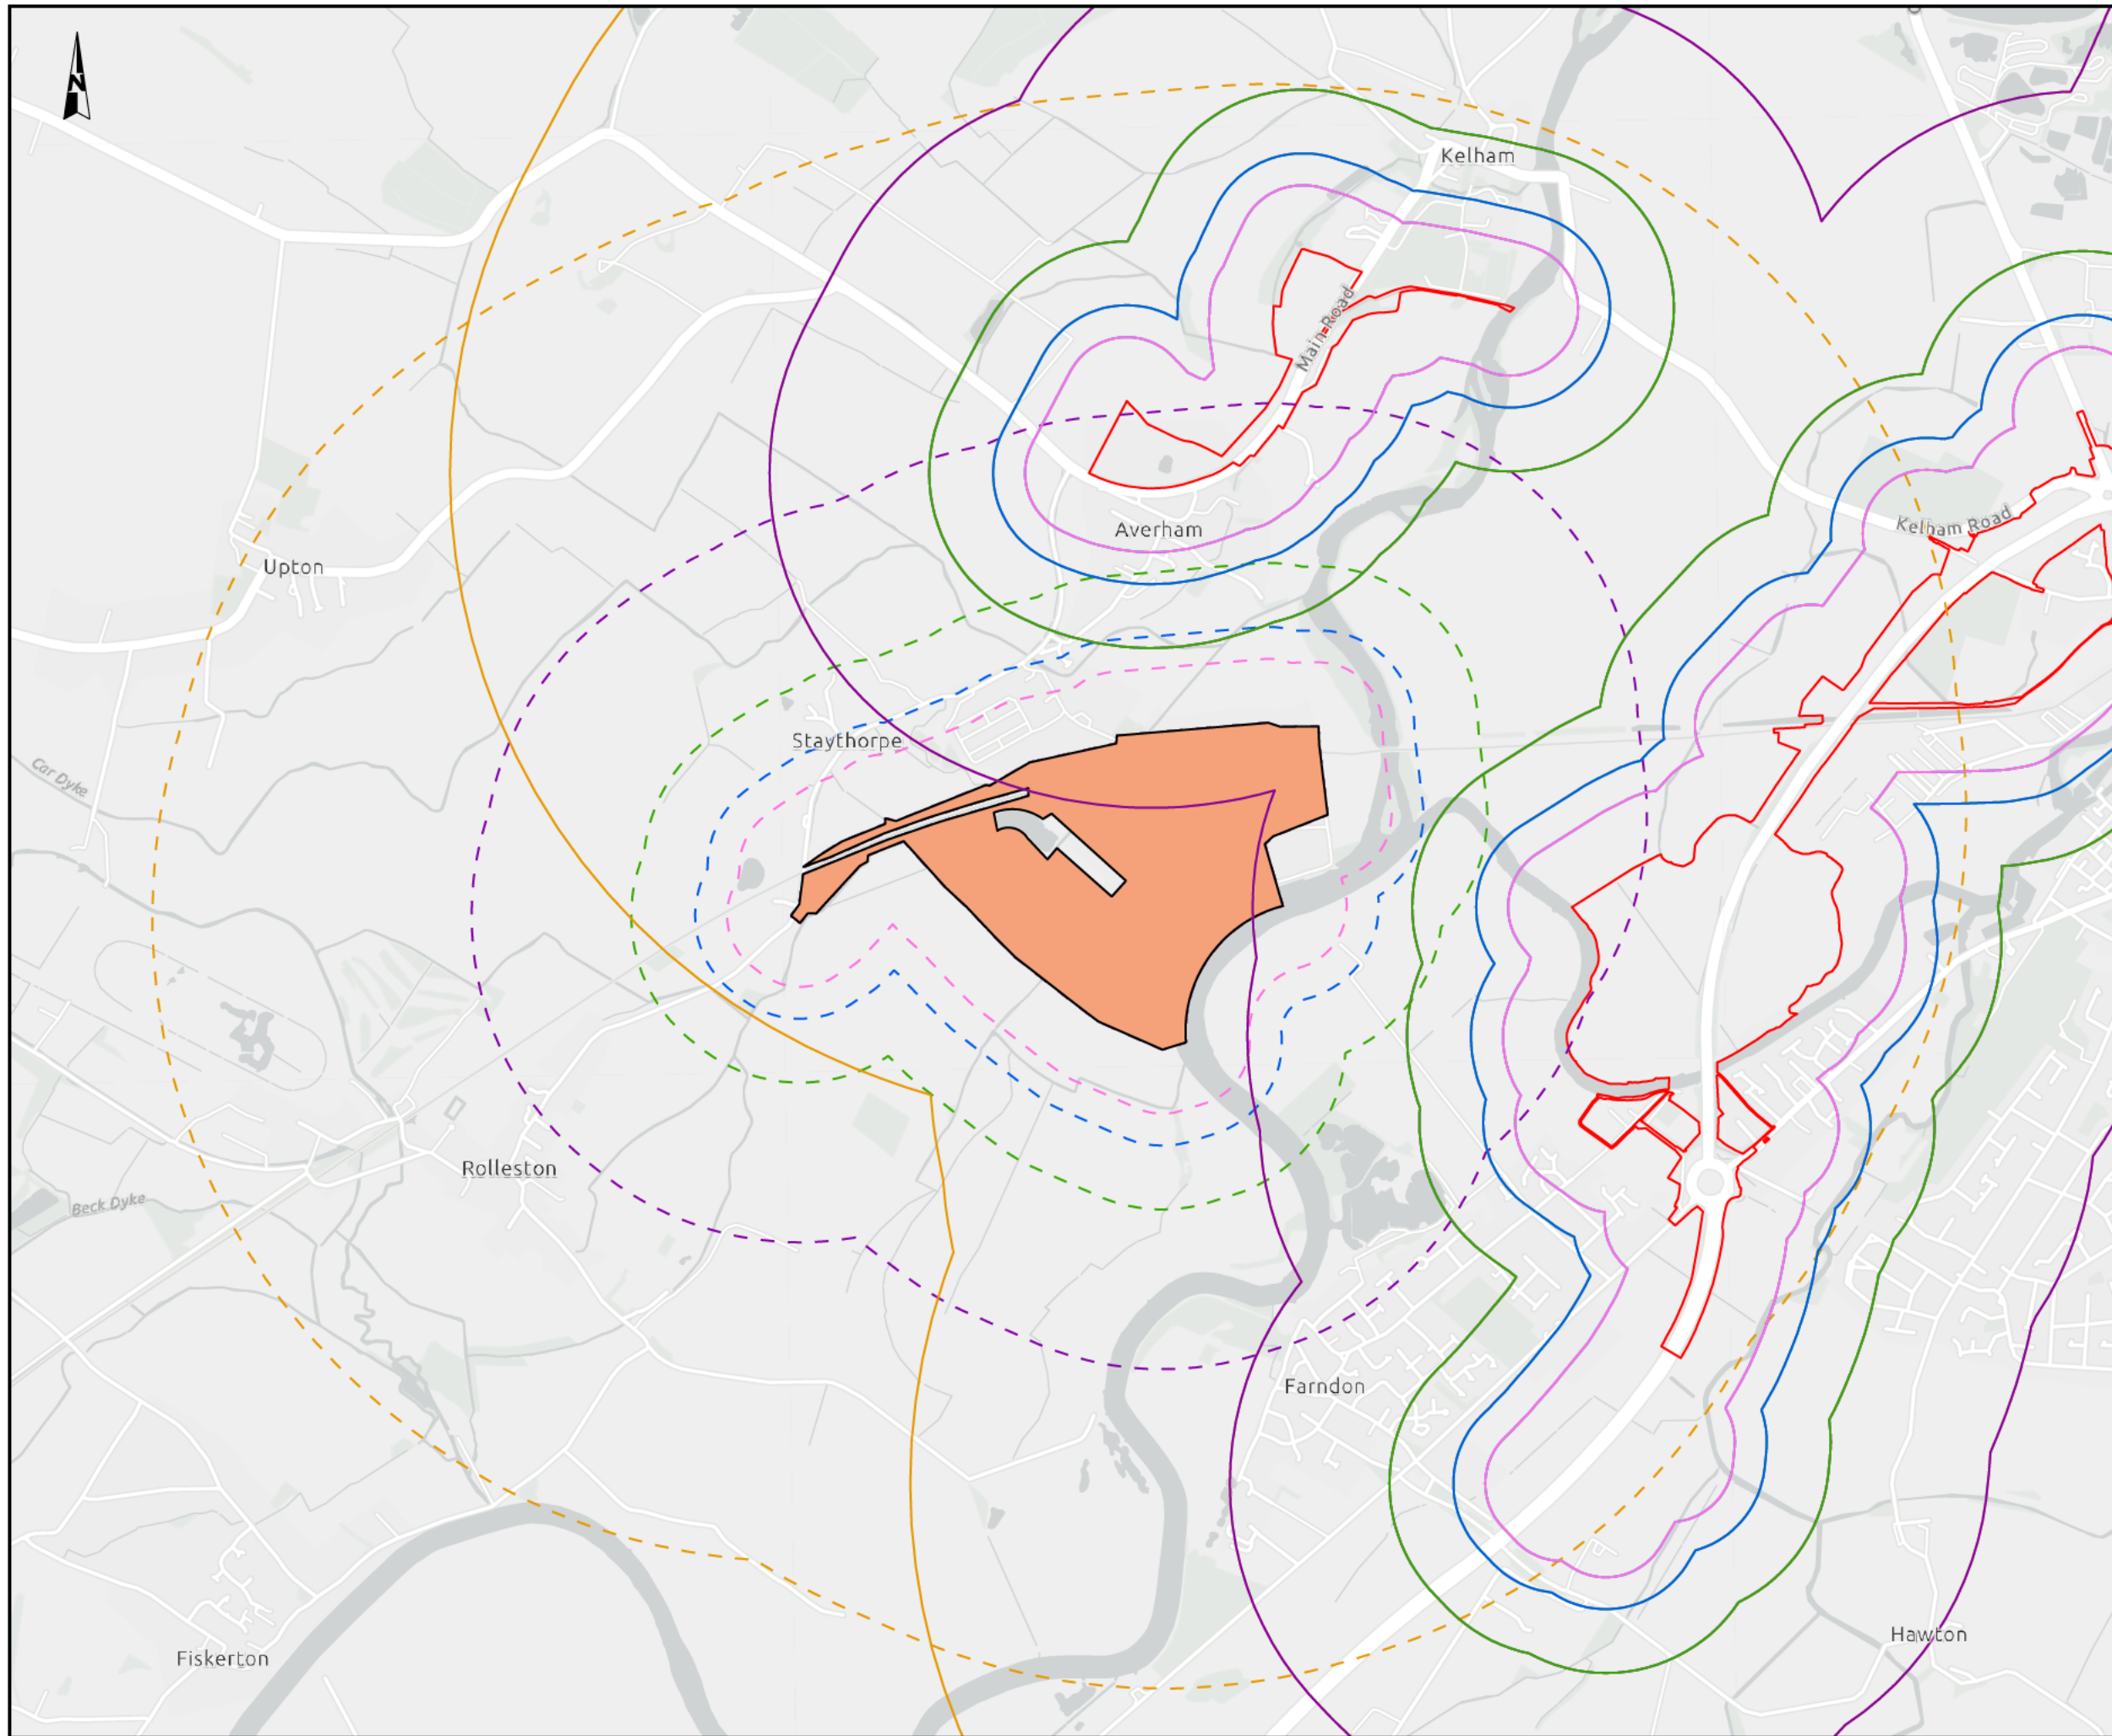 N
Kelham
Main Road
Kelham Road
Averham
Upton
Staythorpe
Car Dyke
Rolleston
Beck Dyke
Farndon
Hawton
Fiskerton